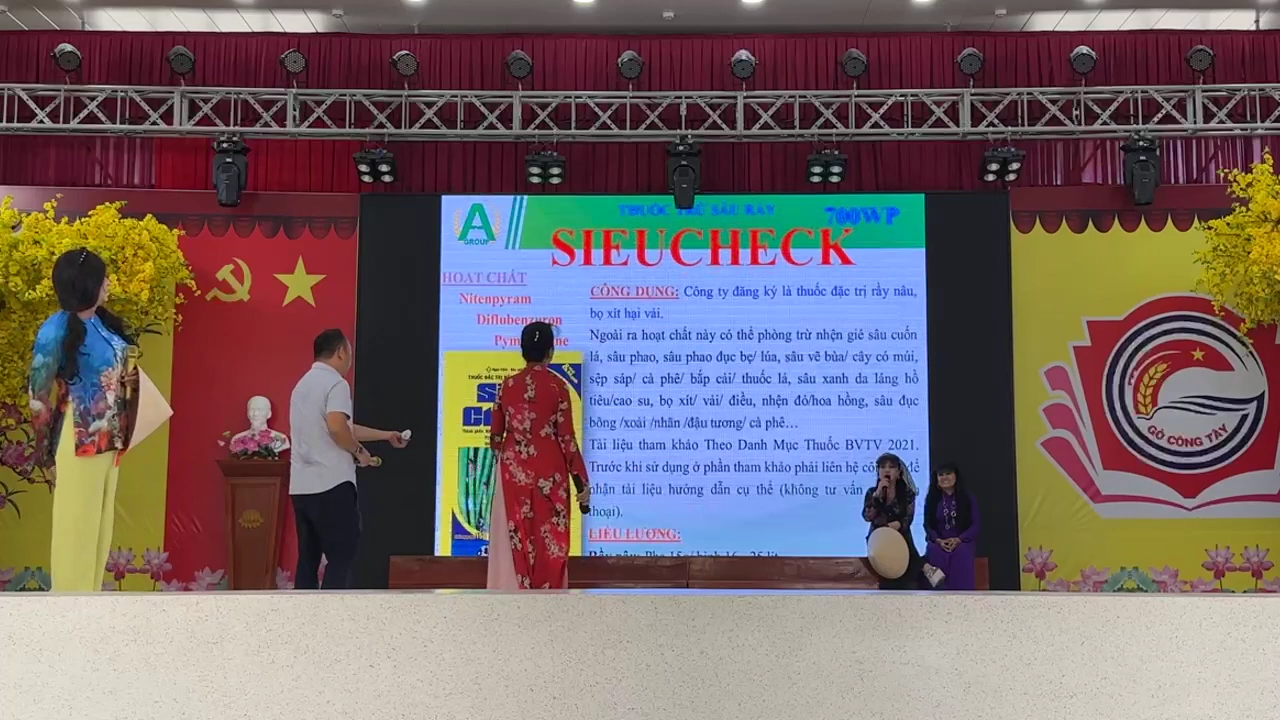 A
GROUP
THUỐC TRỪ SÂU RẦY
700WP
SIEUCHECK
HOẠT CHẤT
Nitenpyram
Diflubenzuron
CÔNG DỤNG: Công ty đăng ký là thuốc đặc trị rầy nâu,
bọ xít hại vải.
Ngoài ra hoạt chất này có thể phòng trừ nhện gié sâu cuốn
lá, sâu phao, sâu phao đục bẹ/ lúa, sâu vẽ bùa/ cây có múi,
sệp sáp/ cà phê/ bắp cải/ thuốc lá, sâu xanh da láng hồ
tiêu/cao su, bọ xít/ vải/ điều, nhện đỏ/hoa hồng, sâu đục
bông /xoài /nhãn /đậu tương/ cà phê…
Tài liệu tham khảo Theo Danh Mục Thuốc BVTV 2021.
Trước khi sử dụng ở phần tham khảo phải liên hệ để
nhận tài liệu hướng dẫn cụ thể (không tư vấn
thoại).
LIỀU LƯỢNG:
THUỐC ĐẶC TRỊ
GÒ CÔNG TÂY